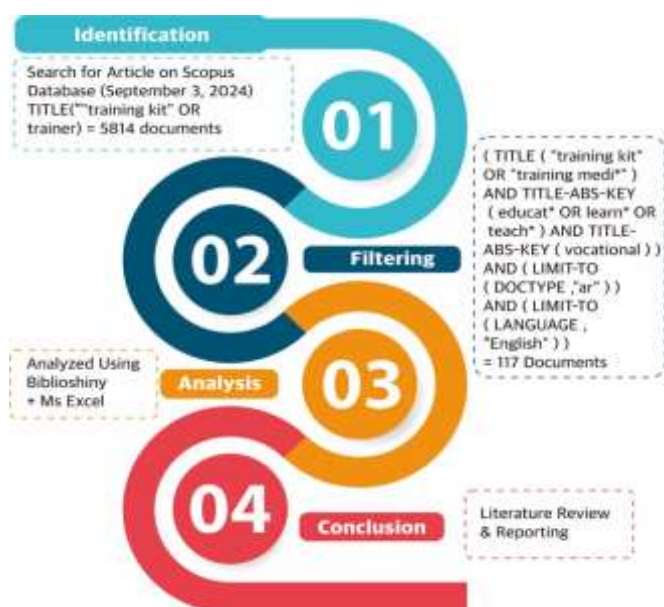 Identification
Search for Article on Scopus
Database (September 3, 2024)
TITLE(""training kit" OR
trainer) = 5814 documents
01
( TITLE ( "training kit"
OR "training medi*" )
AND TITLE-ABS-KEY
( educat* OR learn* OR
teach* ) AND TITLE-
ABS-KEY ( vocational ) )
AND ( LIMIT-TO
( DOCTYPE ,"ar" ) )
AND ( LIMIT-TO
( LANGUAGE ,
"English" ) )
= 117 Documents
02
Filtering
Analyzed Using
Biblioshiny
+ Ms Excel
Analysis
03
04
Conclusion
Literature Review
& Reporting